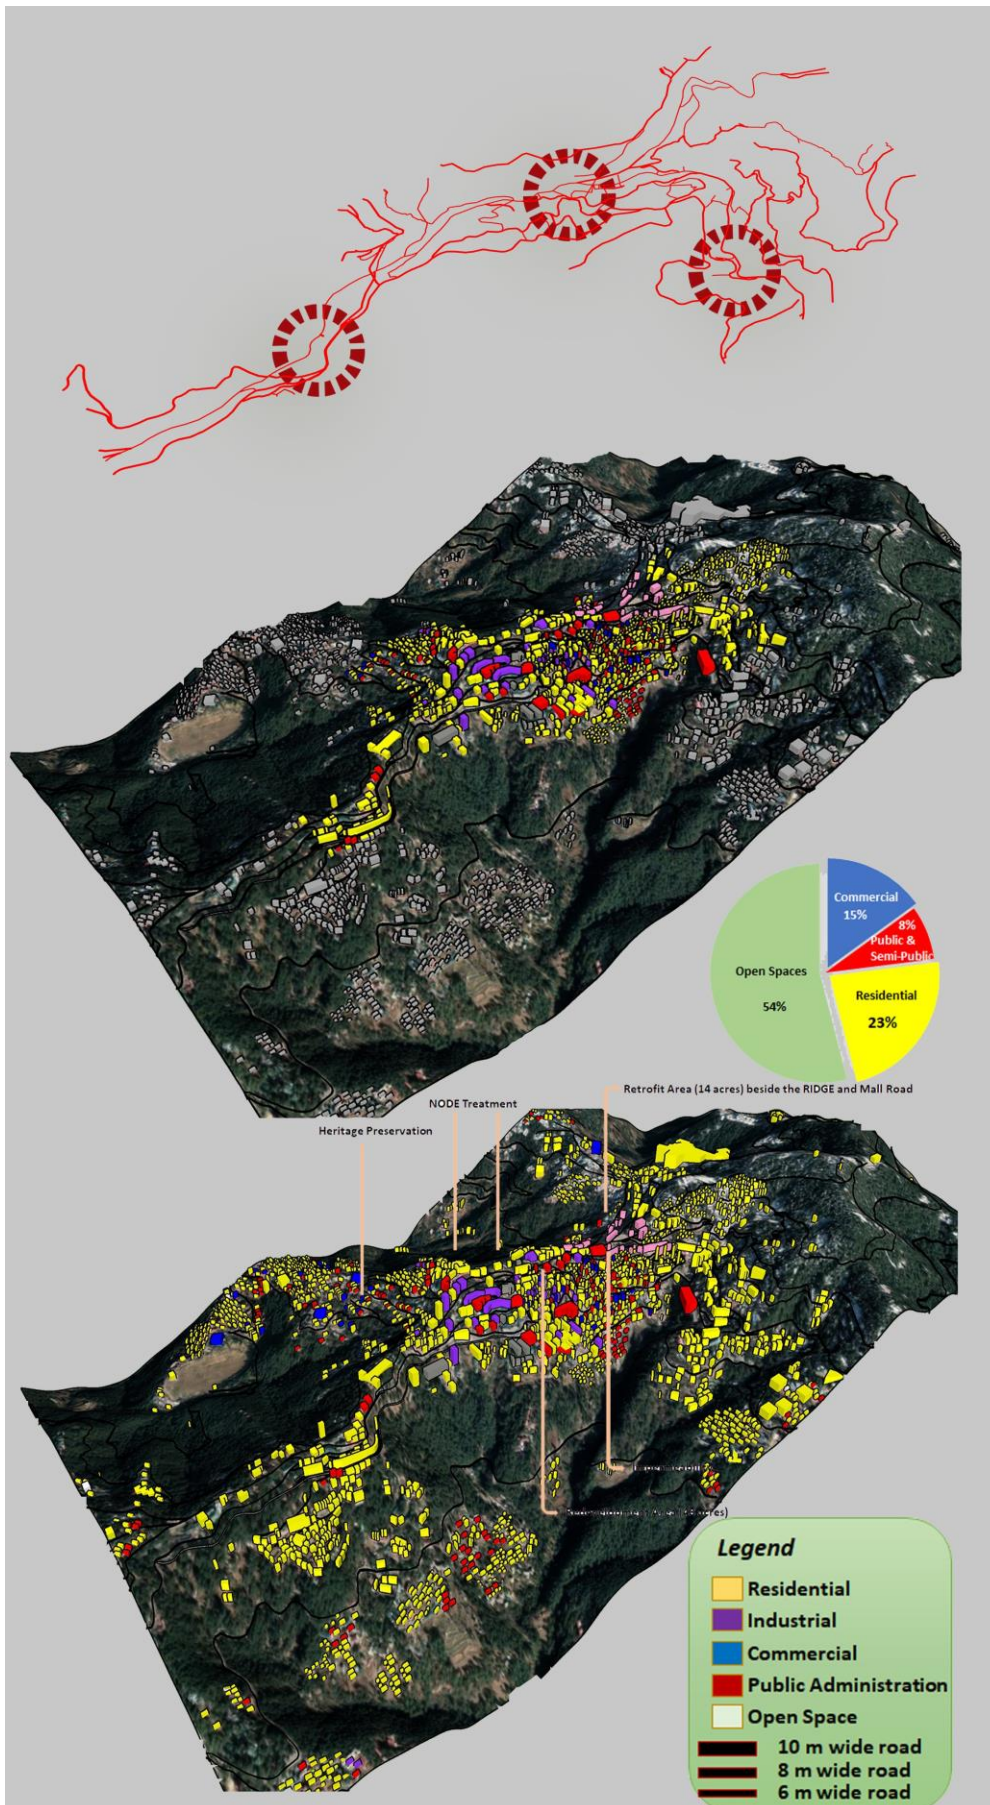 Commercial
15%
8%
Public &
Semi-Public
Open Spaces
54%
Residential
23%
Retrofit Area (14 acres) beside the RIDGE and Mall Road
NODE Treatment
Heritage Preservation
Legend
Residential
Industrial
Commercial
Public Administration
Open Space
10 m wide road
8 m wide road
6 m wide road